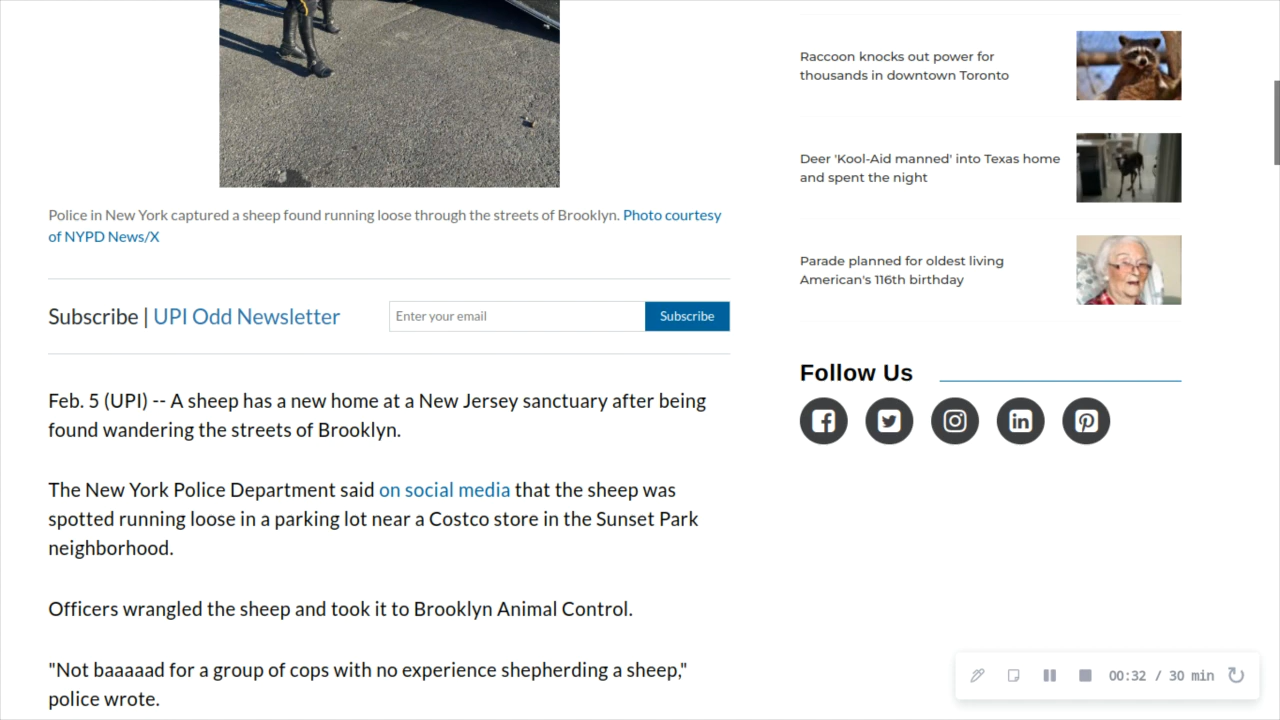 Police in New York captured a sheep found running loose through the streets of Brooklyn. Photo courtesy
of NYPD News/X
Subscribe | UPI Odd Newsletter
Enter your email
Subscribe
Feb. 5 (UPI) -- A sheep has a new home at a New Jersey sanctuary after being
found wandering the streets of Brooklyn.
The New York Police Department said on social media that the sheep was
spotted running loose in a parking lot near a Costco store in the Sunset Park
neighborhood.
Officers wrangled the sheep and took it to Brooklyn Animal Control.
"Not baaaaad for a group of cops with no experience shepherding a sheep,"
police wrote.
Raccoon knocks out power for
thousands in downtown Toronto
Deer 'Kool-Aid manned' into Texas home
and spent the night
Parade planned for oldest living
American's 116th birthday
Follow Us
00:32 / 30 min